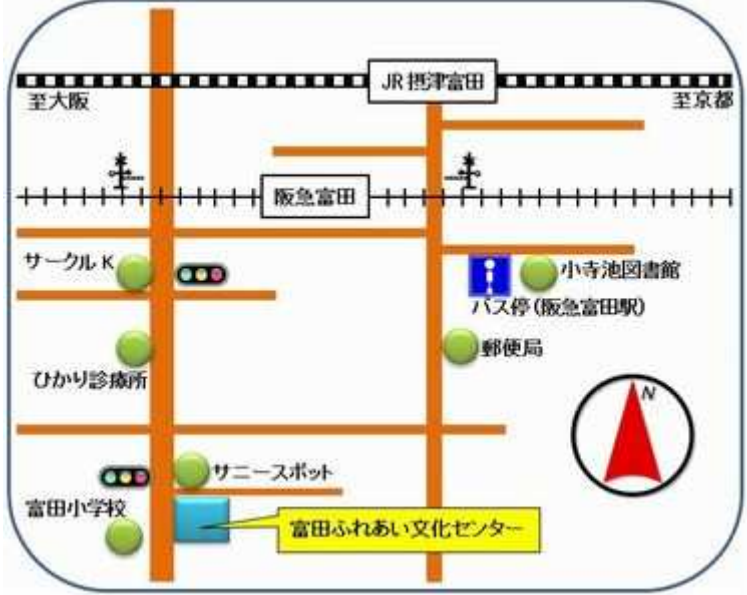 JR摂津富田
至大阪
至京都
阪急富田
サークルK
小寺池図書館
バス停(阪急富田駅)
郵便局
ひかり診療所
N
サニースポット
富田小学校
富田ふれあい文化センター